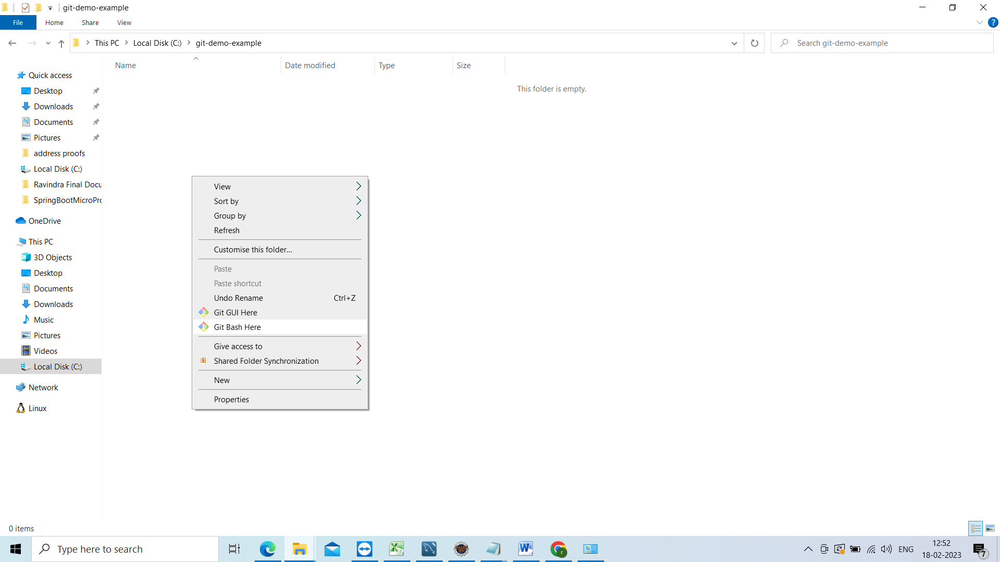 git-demo-example
File Home Share View
?
This PC Local Disk (C:) git-demo-example
Search git-demo-example
Name Date modified Type Size
This folder is empty.
Quick access
Desktop
Downloads
Documents
Pictures
address proofs
Local Disk (C:)
Ravindra Final Docu
SpringBootMicroPro
OneDrive
This PC
3D Objects
Desktop
Documents
Downloads
Music
Pictures
Videos
Local Disk (C:)
Network
Linux
View
Sort by
Group by
Refresh
Customise this folder...
Paste
Paste shortcut
Undo Rename Ctrl+Z
Git GUI Here
Git Bash Here
Give access to
S Shared Folder Synchronization
New
Properties
0 items
Type here to search
r
ENG
12:52
18-02-2023
7